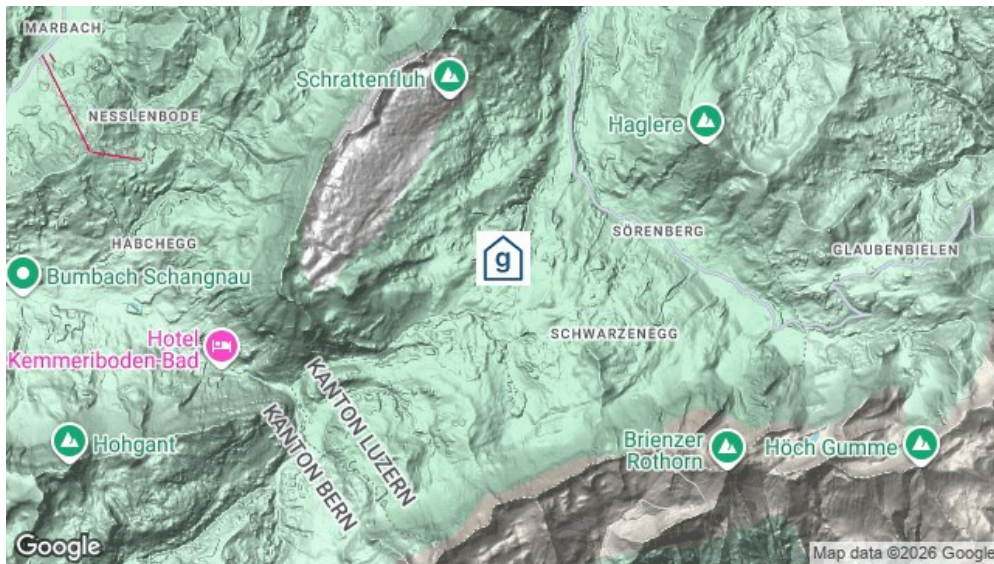 MARBACH
Schrattenfluh
NESSLENBODE
Haglere
HABCHEGG
SÖRENBERG
GLAUBENBIELEN
g
Bumbach Schangnau
SCHWARZENEGG
Hotel
Kemmeriboden-Bad
KANTON LUZERN
KANTON BERN
Hohgant
Brienzer
Rothorn
Höch Gumme
Google
Map data ©2026 Google